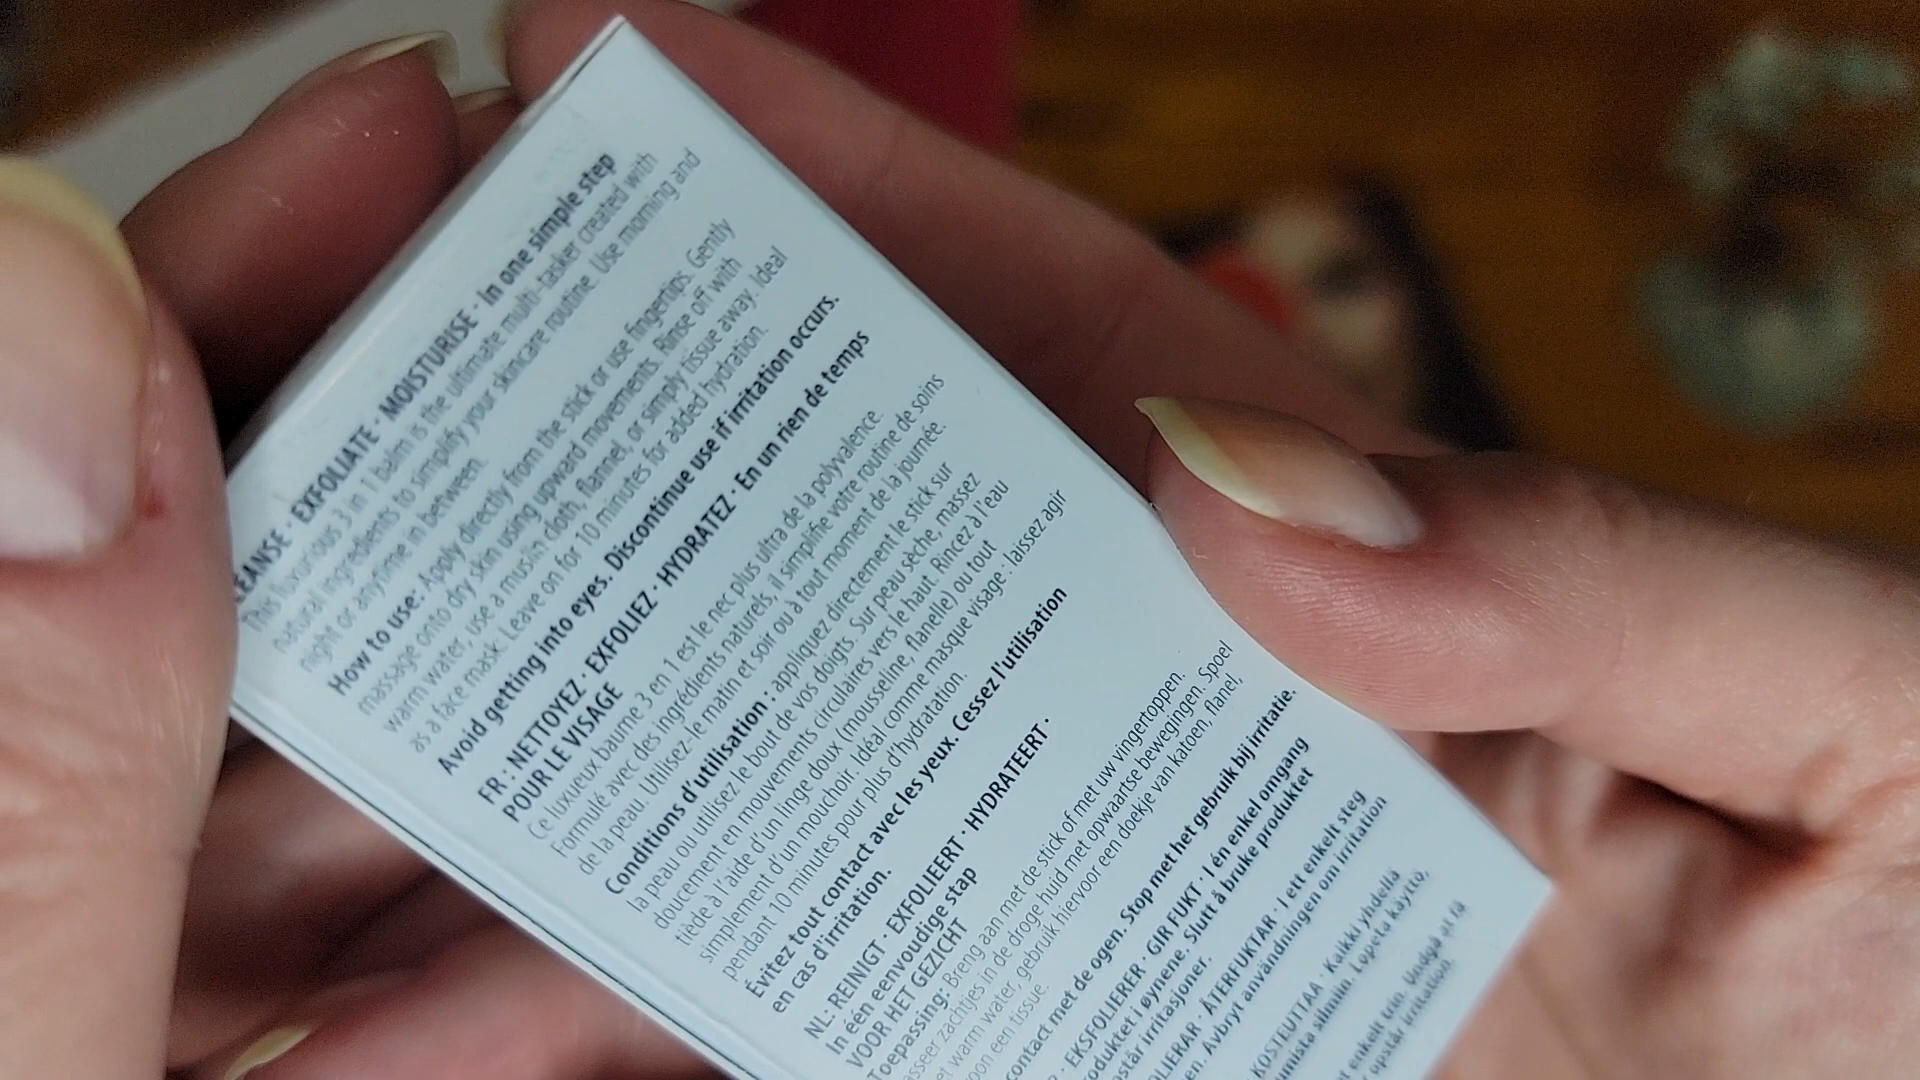 CLEANSE · EXFOLIATE · MOISTURISE · In one simple step
This luxurious 3 in 1 balm is the ultimate multi-tasker created with
natural ingredients to simplify your skincare routine. Use morning and
night or anytime in between.
How to use: Apply directly from the stick or use fingertips. Gently
massage onto dry skin using upward movements. Rinse off with
warm water, use a muslin cloth, flannel, or simply tissue away. Ideal
as a face mask. Leave on for 10 minutes for added hydration.
Avoid getting into eyes. Discontinue use if irritation occurs.
FR : NETTOYEZ · EXFOLIEZ · HYDRATEZ · En un rien de temps
POUR LE VISAGE
Ce luxueux baume 3 en 1 est le nec plus ultra de la polyvalence.
Formulé avec des ingrédients naturels, il simplifie votre routine de soins
de la peau. Utilisez-le matin et soir ou à tout moment de la journée.
Conditions d'utilisation : appliquez directement le stick sur
la peau ou utilisez le bout de vos doigts. Sur peau sèche, massez
doucement en mouvements circulaires vers le haut. Rincez à l'eau
tiède à l'aide d'un linge doux (mousseline, flanelle) ou tout
simplement d'un mouchoir. Idéal comme masque visage : laissez agir
pendant 10 minutes pour plus d'hydratation.
Évitez tout contact avec les yeux. Cessez l'utilisation
en cas d'irritation.
NL: REINIGT · EXFOLIEERT · HYDRATEERT ·
In één eenvoudige stap
VOOR HET GEZICHT
Toepassing: Breng aan met de stick of met uw vingertoppen.
asseer zachtjes in de droge huid met opwaartse bewegingen. Spoel
et warm water, gebruik hiervoor een doekje van katoen, flanel,
oon een tissue.
contact met de ogen. Stop met het gebruik bij irritatie.
· EKSFOLIERER · GIR FUKT · I én enkel omgang
produktet i øynene. Slutt å bruke produktet
pstår irritasjoner.
OLIERAR · ÅTERFUKTAR · I ett enkelt steg
en. Avbryt användningen om irritation
KOSTEUTTAA · Kaikki yhdellä
silmiin. Lopeta käyttö,
enkelt trin. Undgå at få
opstår irritation.